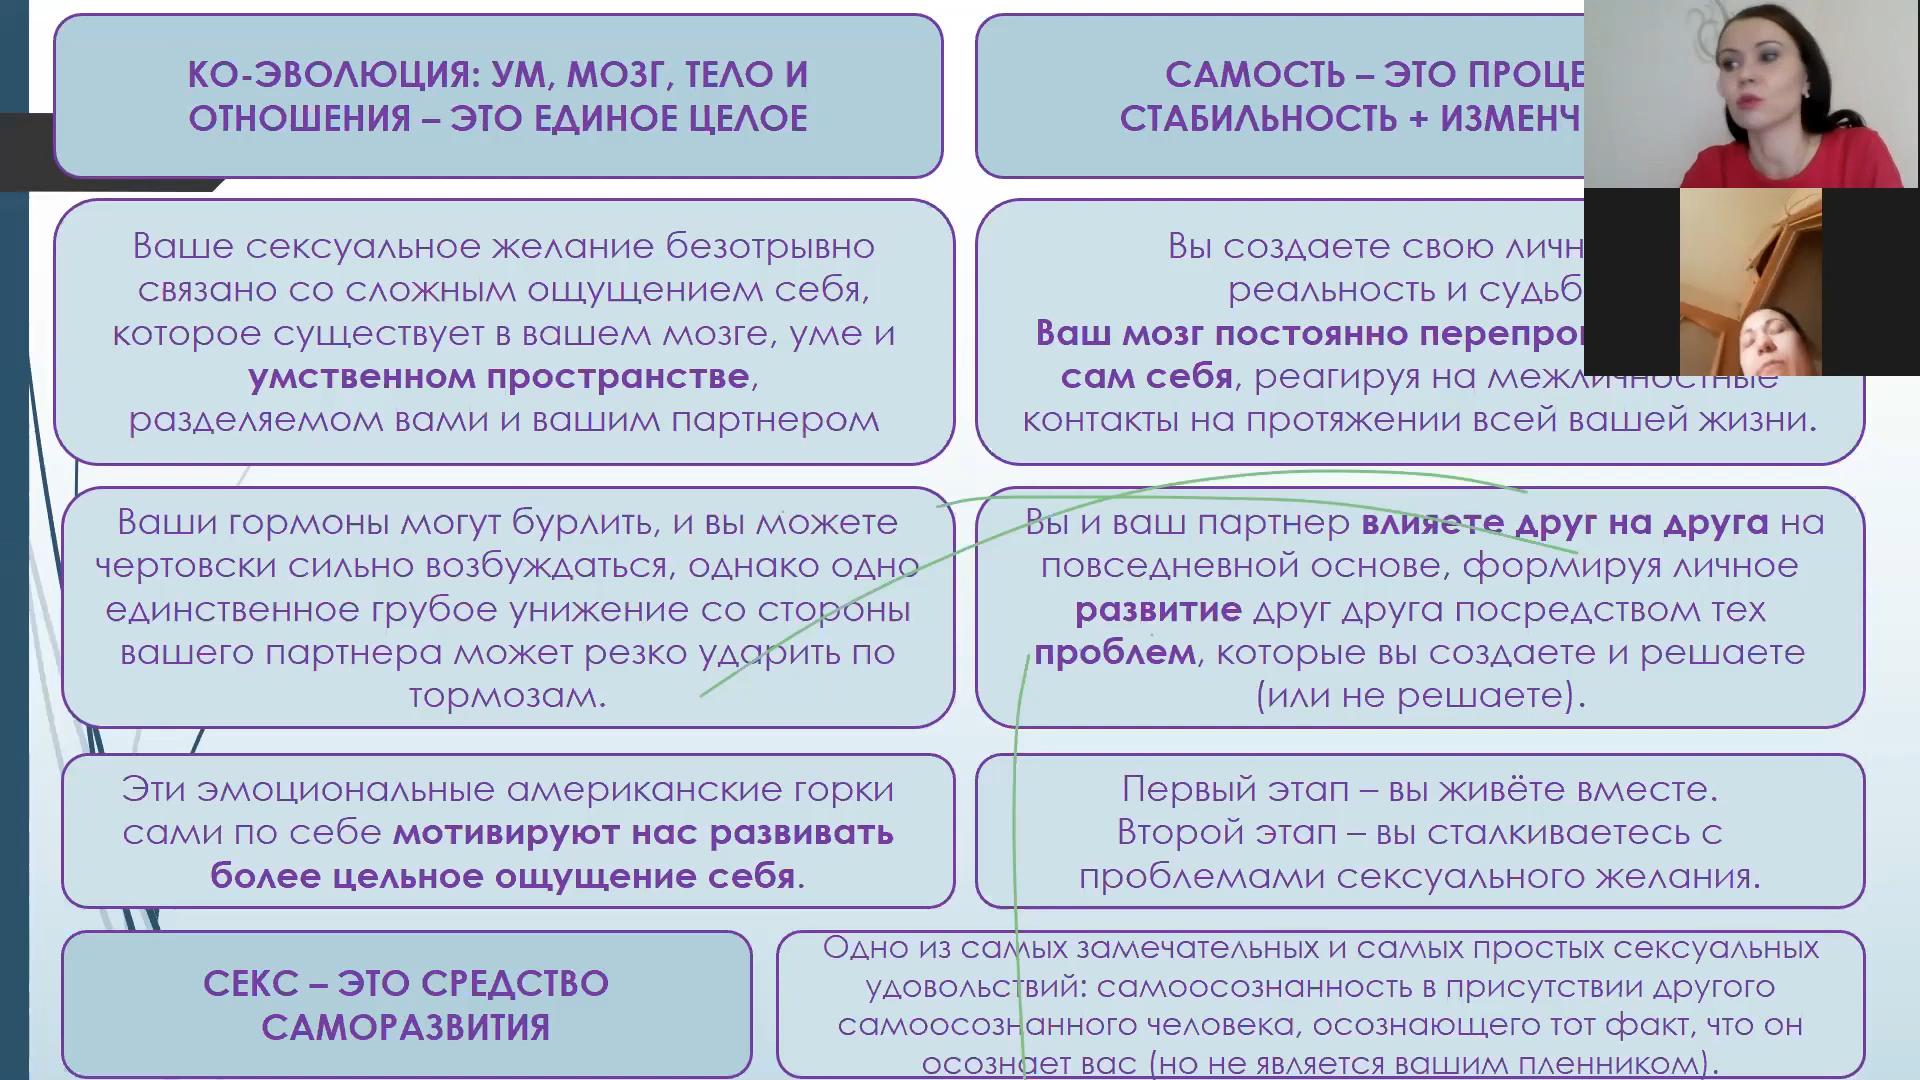 КО-ЭВОЛЮЦИЯ: УМ, МОЗГ, ТЕЛО И
ОТНОШЕНИЯ – ЭТО ЕДИНОЕ ЦЕЛОЕ
САМОСТЬ – ЭТО ПРОЦЕ
СТАБИЛЬНОСТЬ + ИЗМЕНЧ
Ваше сексуальное желание безотрывно
связано со сложным ощущением себя,
которое существует в вашем мозге, уме и
умственном пространстве,
разделяемом вами и вашим партнером
Вы создаете свою личн
реальность и судьб
Ваш мозг постоянно перепро
сам себя, реагируя на межличностные
контакты на протяжении всей вашей жизни.
Ваши гормоны могут бурлить, и вы можете
чертовски сильно возбуждаться, однако одно
единственное грубое унижение со стороны
вашего партнера может резко ударить по
тормозам.
Вы и ваш партнер влияете друг на друга на
повседневной основе, формируя личное
развитие друг друга посредством тех
проблем, которые вы создаете и решаете
(или не решаете).
Эти эмоциональные американские горки
сами по себе мотивируют нас развивать
более цельное ощущение себя.
Первый этап – вы живёте вместе.
Второй этап – вы сталкиваетесь с
проблемами сексуального желания.
СЕКС – ЭТО СРЕДСТВО
САМОРАЗВИТИЯ
Одно из самых замечательных и самых простых сексуальных
удовольствий: самоосознанность в присутствии другого
самоосознанного человека, осознающего тот факт, что он
осознает вас (но не является вашим пленником).